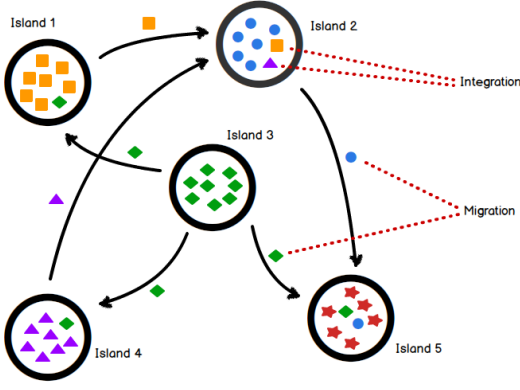 Island 1
Island 2
Integration
Island 3
Migration
Island 4
Island 5